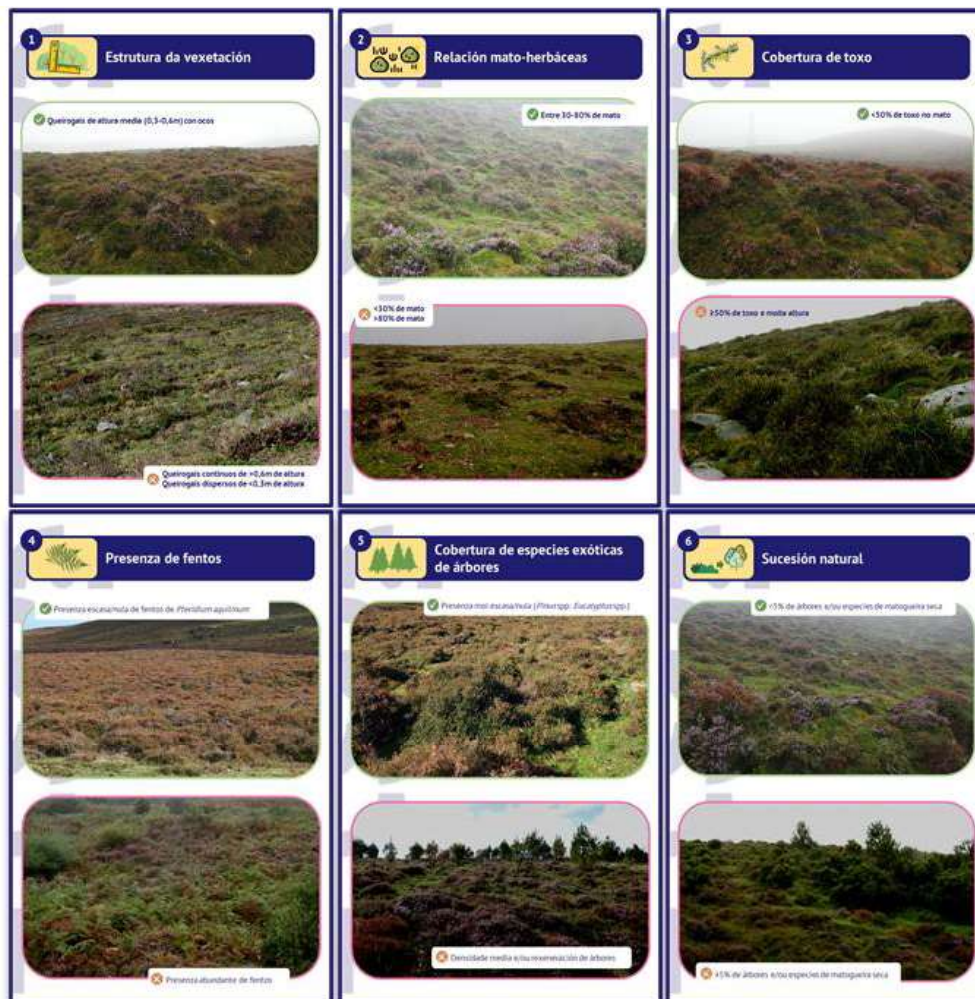 1
Estrutura da vexetación
Queirogais de altura media (0,3-0,6m) con ocos
Queirogais continuos de >0,6m de altura
Queirogais dispersos de <0,3m de altura
2
Relación mato-herbáceas
Entre 30-80% de mato
<30% de mato
>80% de mato
3
Cobertura de toxo
<50% de toxo no mato
≥50% de toxo e moita altura
4
Presenza de fentos
Presenza escasa/nula de fentos de Pteridium aquilinum
Presenza abundante de fentos
5
Cobertura de especies exóticas
de árbores
Presenza moi escasa/nula (Pinus spp. Eucalyptus spp.)
Densidade media e/ou rexeneración de árbores
6
Sucesión natural
<5% de árbores e/ou especies de matogueira seca
>5% de árbores e/ou especies de matogueira seca